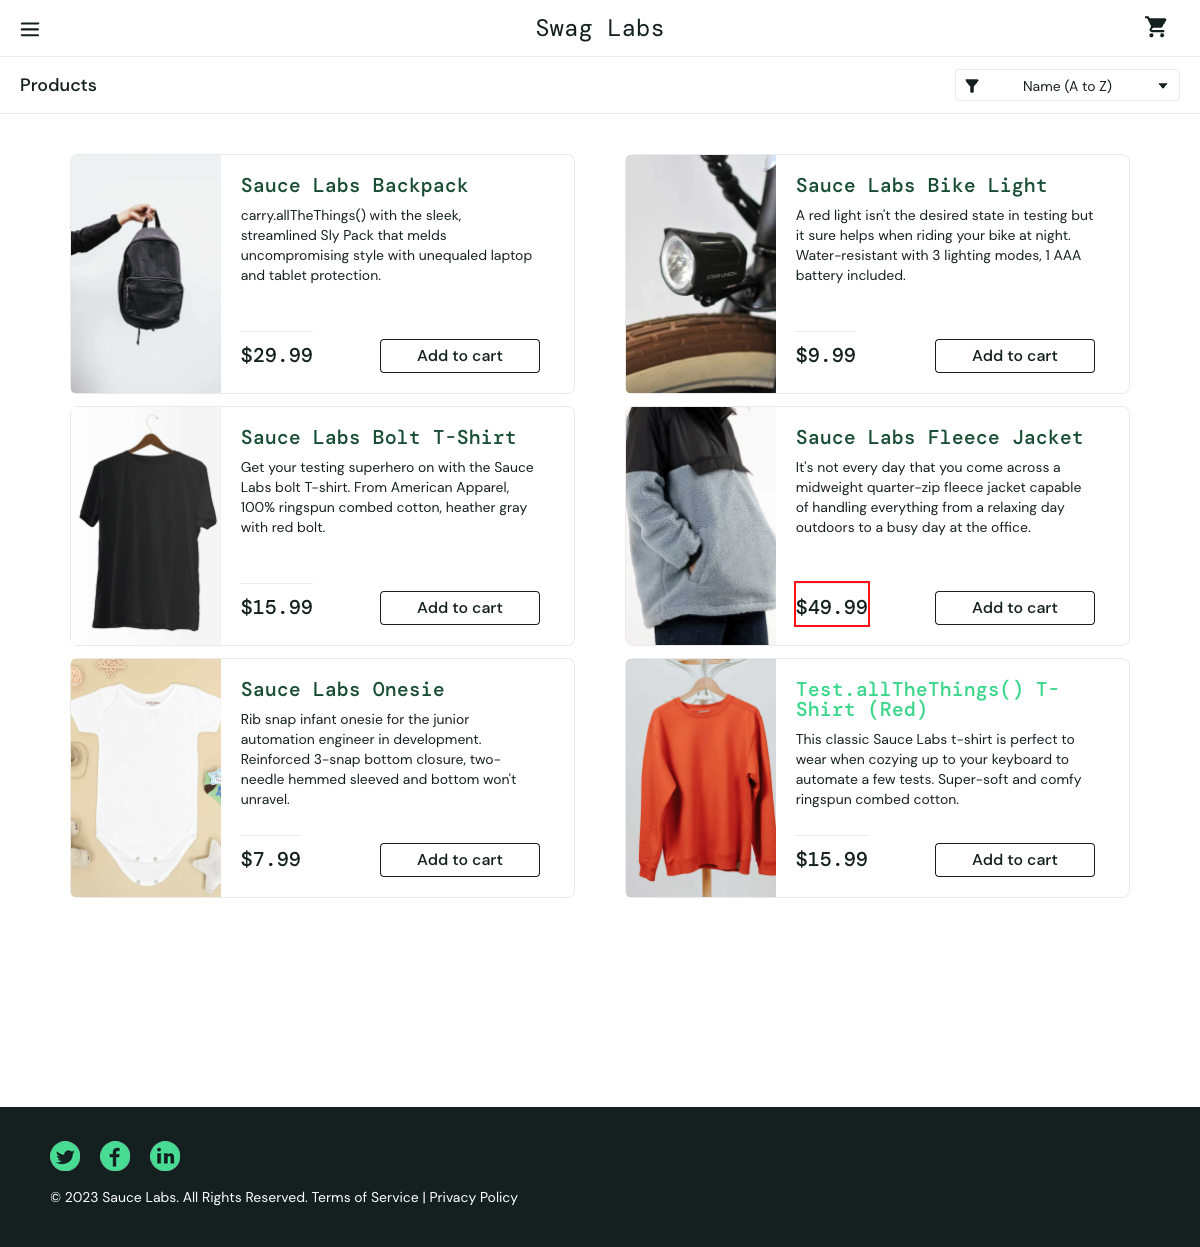 Swag Labs
Products
Name (A to Z)
Sauce Labs Backpack
carry.allTheThings() with the sleek,
streamlined Sly Pack that melds
uncompromising style with unequaled laptop
and tablet protection.
$29.99
Add to cart
Sauce Labs Bike Light
A red light isn't the desired state in testing but
it sure helps when riding your bike at night.
Water-resistant with 3 lighting modes, 1 AAA
battery included.
$9.99
Add to cart
Sauce Labs Bolt T-Shirt
Get your testing superhero on with the Sauce
Labs bolt T-shirt. From American Apparel,
100% ringspun combed cotton, heather gray
with red bolt.
$15.99
Add to cart
Sauce Labs Fleece Jacket
It's not every day that you come across a
midweight quarter-zip fleece jacket capable
of handling everything from a relaxing day
outdoors to a busy day at the office.
$49.99
Add to cart
Sauce Labs Onesie
Rib snap infant onesie for the junior
automation engineer in development.
Reinforced 3-snap bottom closure, two-
needle hemmed sleeved and bottom won't
unravel.
$7.99
Add to cart
Test.allTheThings() T-
Shirt (Red)
This classic Sauce Labs t-shirt is perfect to
wear when cozying up to your keyboard to
automate a few tests. Super-soft and comfy
ringspun combed cotton.
$15.99
Add to cart
© 2023 Sauce Labs. All Rights Reserved. Terms of Service | Privacy Policy